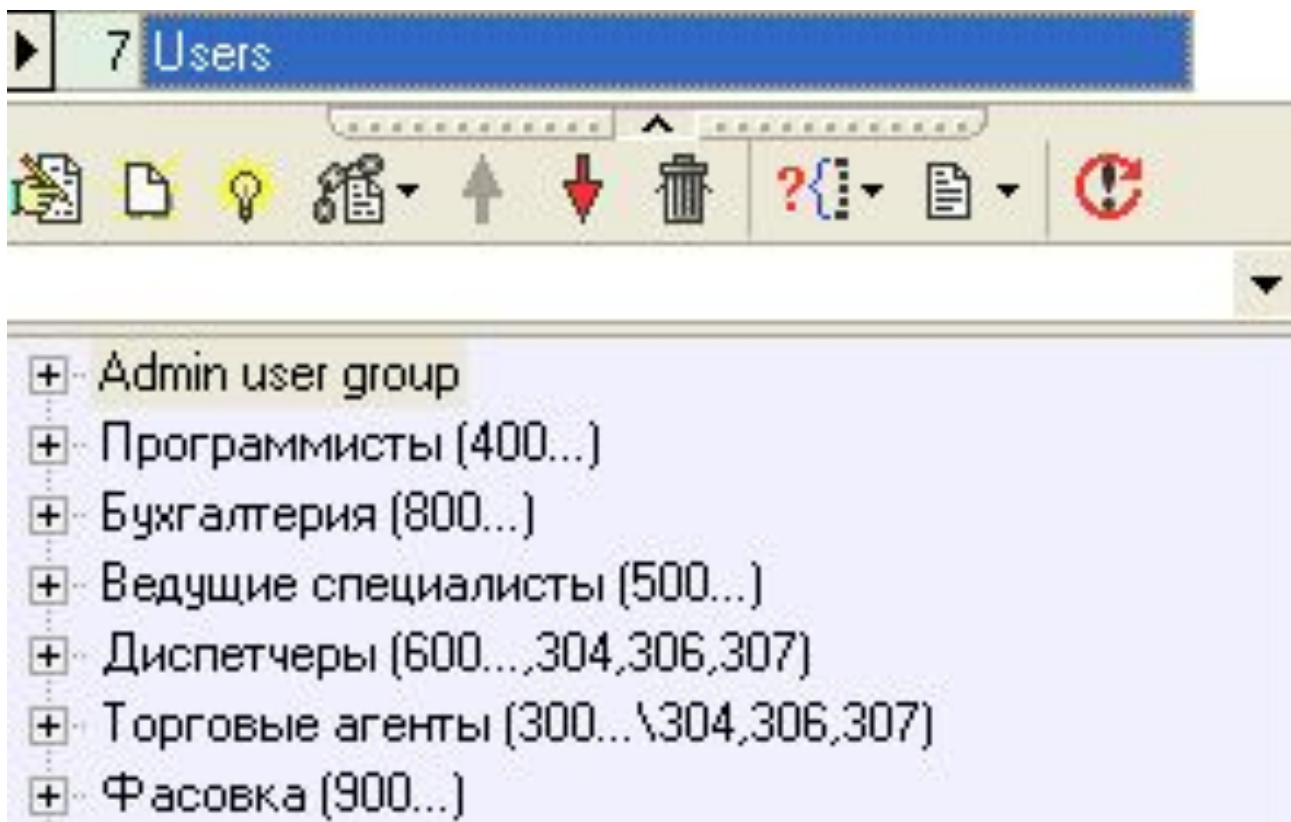 7 Users
Admin user group
Программисты (400...)
Бухгалтерия (800...)
Ведущие специалисты (500...)
Диспетчеры (600...,304,306,307)
Торговые агенты (300...\304,306,307)
Фасовка (900...)